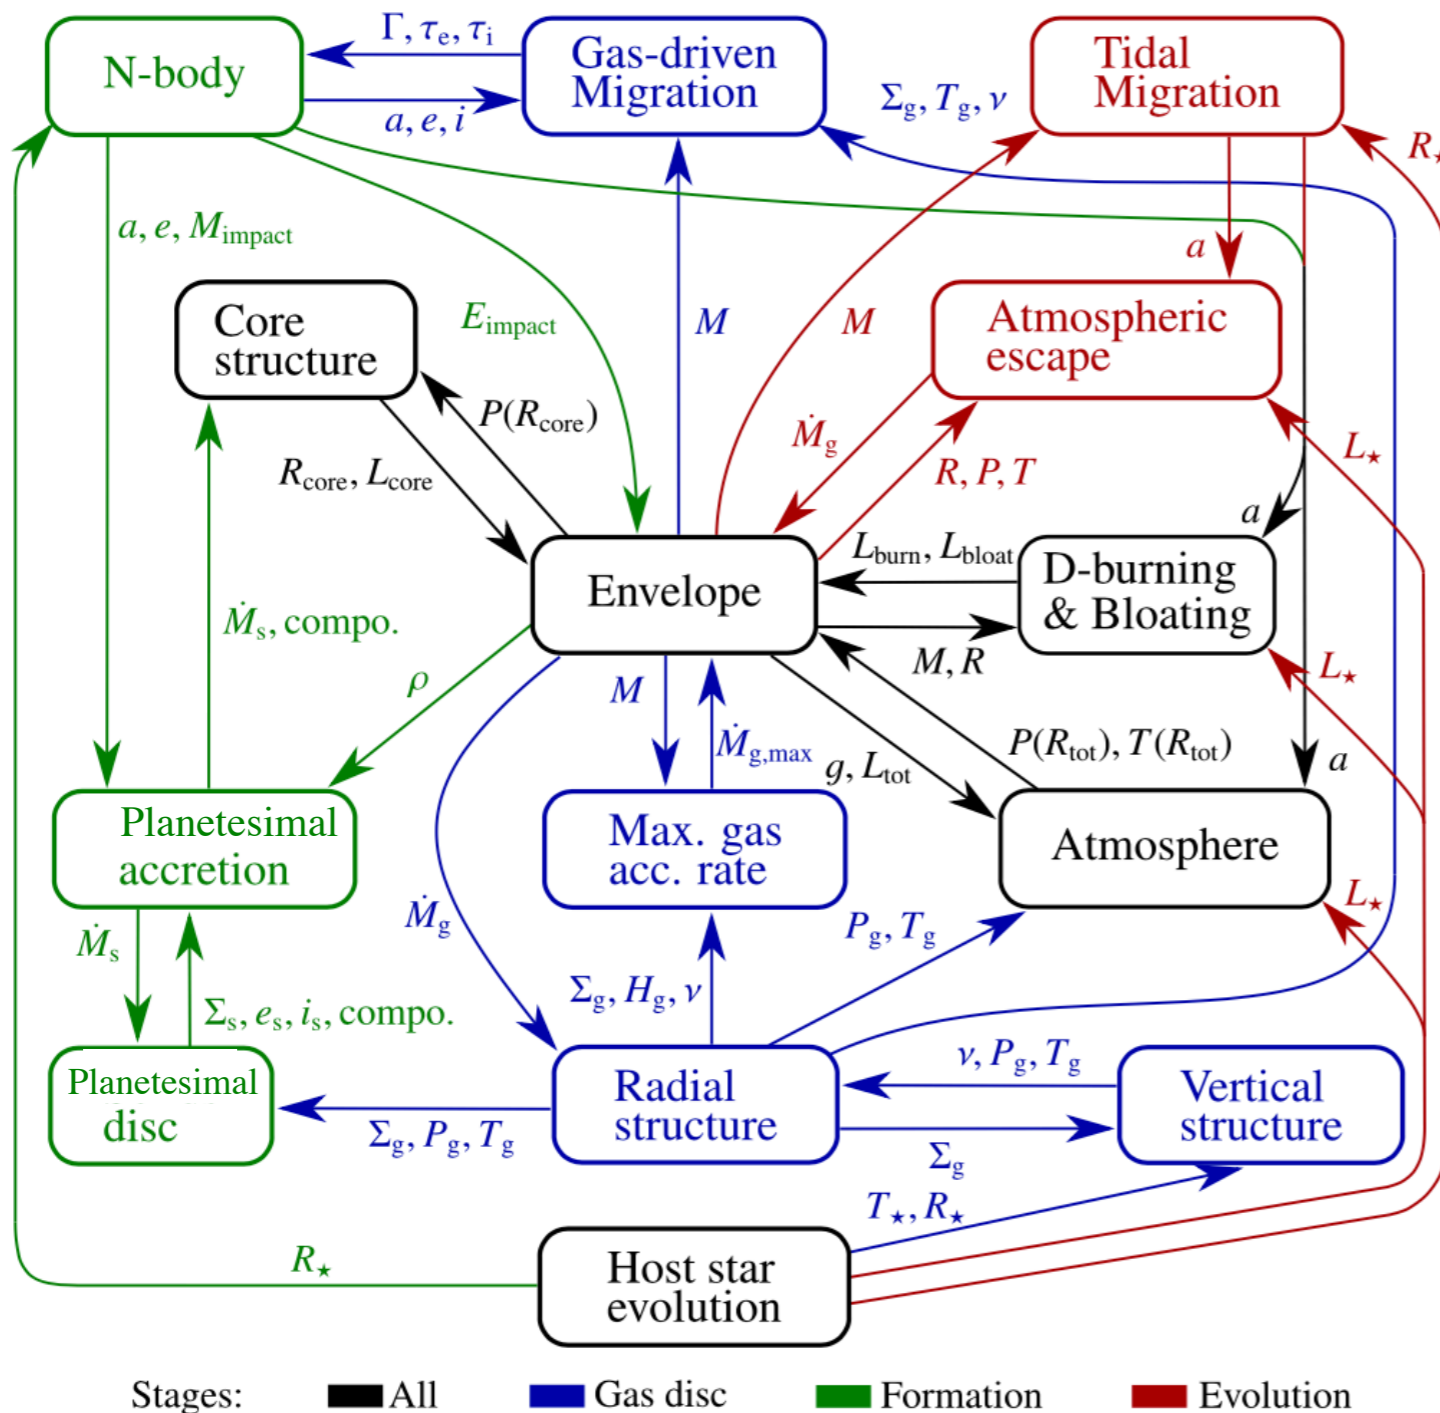 Γ, τe, τi
N-body
Gas-driven
Migration
a, e, i
Σg, Tg, ν
Tidal
Migration
R★
a, e, Mimpact
a
Core
structure
Eimpact
M
M
Atmospheric
escape
P(Rcore)
Rcore, Lcore
Ṁg
R, P, T
L★
a
Envelope
Lburn, Lbloat
D-burning
& Bloating
Ṁs, compo.
M, R
ρ
M
L★
Ṁg,max
g, Ltot
P(Rtot), T(Rtot)
a
Planetesimal
accretion
Max. gas
acc. rate
Atmosphere
Ṁs
Ṁg
Pg, Tg
L★
Σs, es, is, compo.
Σg, Hg, ν
Planetesimal
disc
Radial
structure
ν, Pg, Tg
Vertical
structure
Σg, Pg, Tg
Σg
T★, R★
R★
Host star
evolution
Stages: All Gas disc Formation Evolution